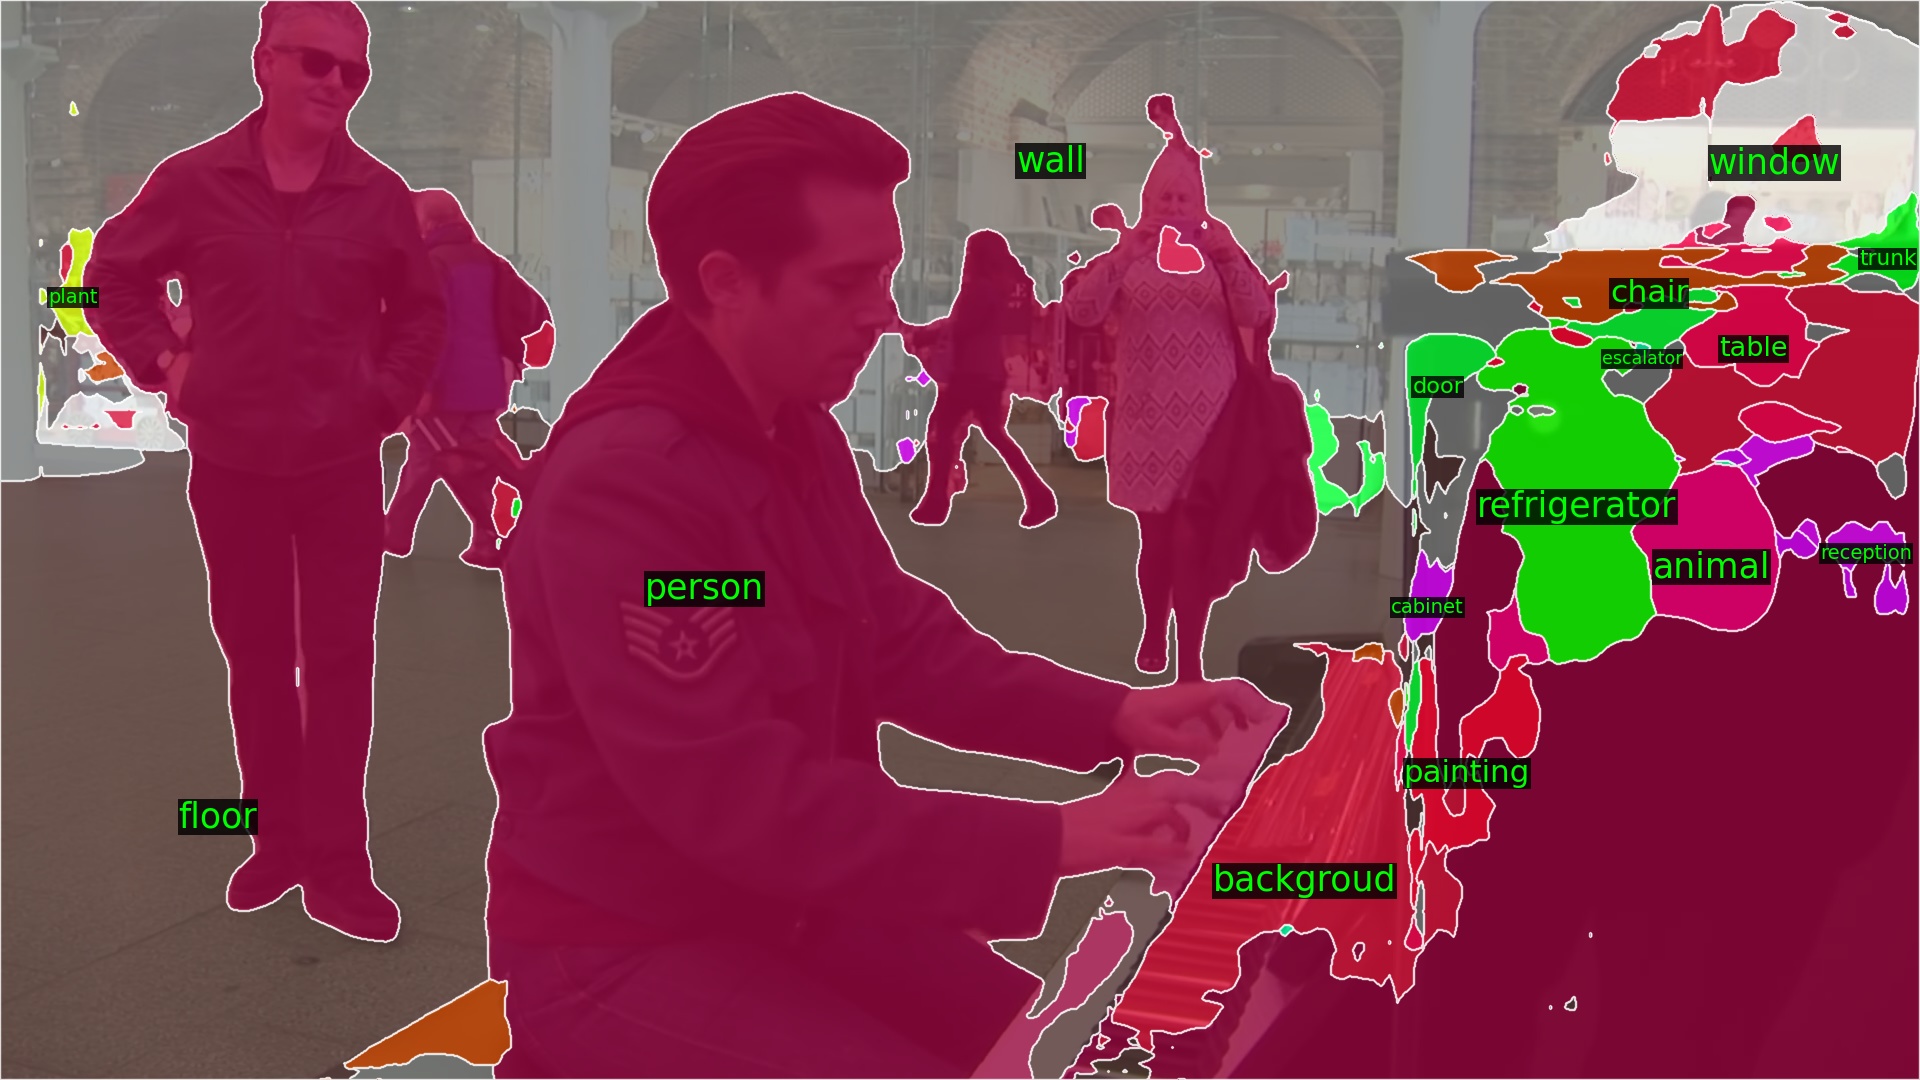 wall
window
trunk
plant
chair
table
escalator
door
refrigerator
reception
animal
person
cabinet
painting
floor
backgroud